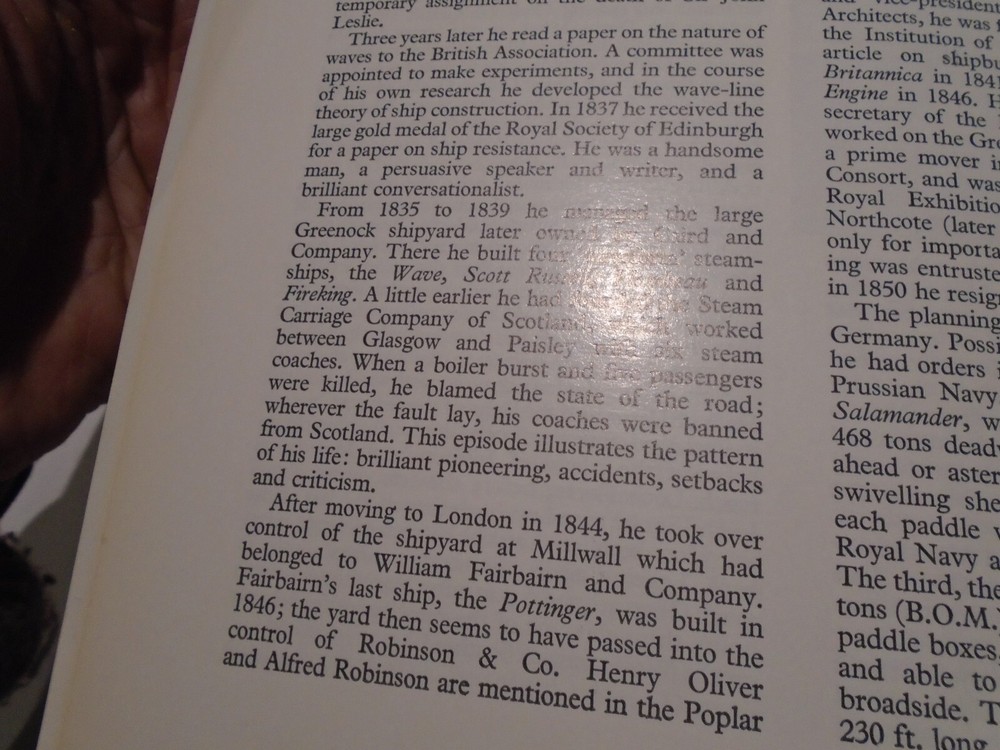 temporary assignment on the death of Sir John
Leslie.
Three years later he read a paper on the nature of
waves to the British Association. A committee was
appointed to make experiments, and in the course
of his own research he developed the wave-line
theory of ship construction. In 1837 he received the
large gold medal of the Royal Society of Edinburgh
for a paper on ship resistance. He was a handsome
man, a persuasive speaker and writer, and a
brilliant conversationalist.
From 1835 to 1839 he managed the large
Greenock shipyard later owned by Caird and
Company. There he built four steam-
ships, the Wave, Scott and
Fireking. A little earlier he had Steam
Carriage Company of Scotland worked
between Glasgow and Paisley with six steam
coaches. When a boiler burst and five passengers
were killed, he blamed the state of the road;
wherever the fault lay, his coaches were banned
from Scotland. This episode illustrates the pattern
of his life: brilliant pioneering, accidents, setbacks
and criticism.
After moving to London in 1844, he took over
control of the shipyard at Millwall which had
belonged to William Fairbairn and Company.
Fairbairn's last ship, the Pottinger, was built in
1846; the yard then seems to have passed into the
control of Robinson & Co. Henry Oliver
and Alfred Robinson are mentioned in the Poplar
and vice-president
Architects, he was
the Institution of
article on
Britannica in
Engine in 1846.
secretary of the
worked on the
a prime mover
Consort, and was
Royal
Northcote (later
only for
ing was
in 1850 he
The planning
Germany.
he had orders
Prussian Navy
Salamander,
468 tons
ahead or
swivelling
each paddle
Royal Navy
The third, the
tons (B.O.M.
paddle boxes.
and able to
broadside.
230 ft. long